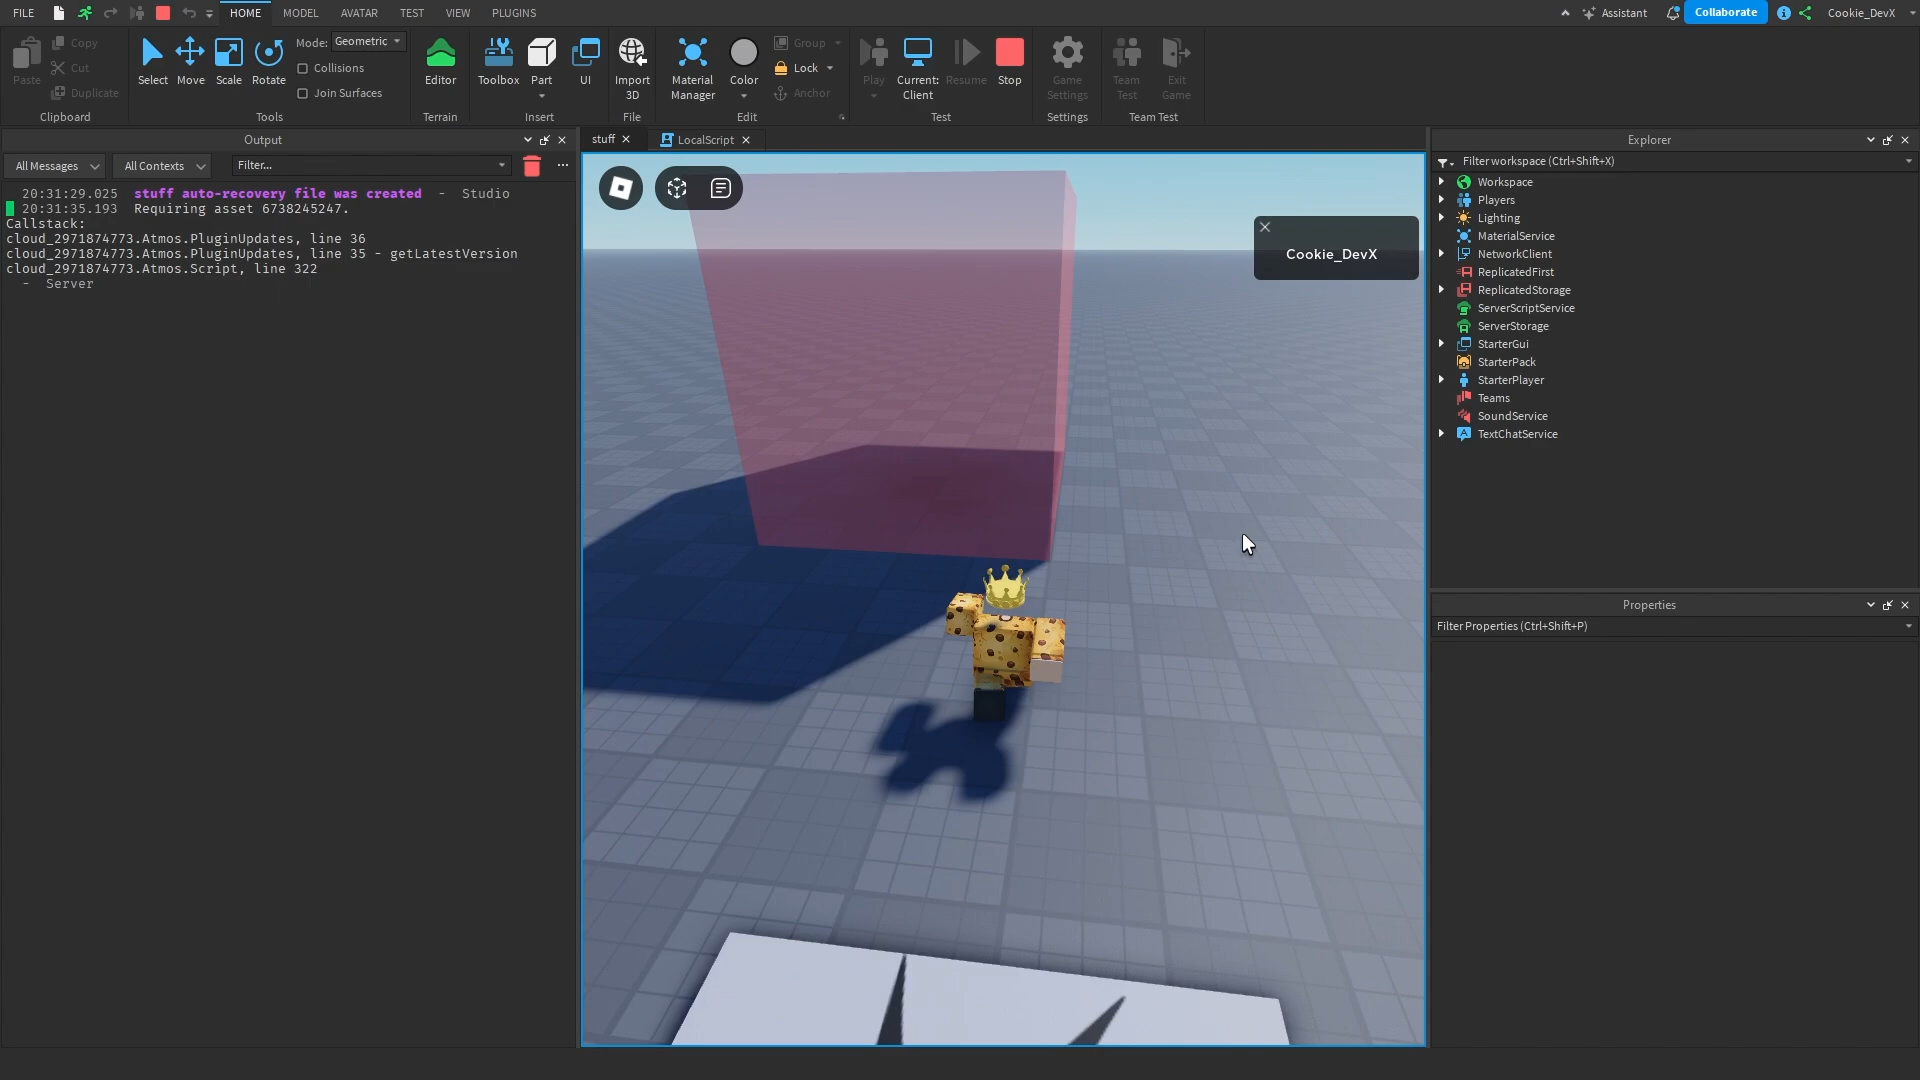 FILE HOME MODEL AVATAR TEST VIEW PLUGINS Assistant Collaborate Cookie_DevX
Paste Copy Cut Duplicate
Clipboard
Select Move Scale Rotate
Mode: Geometric
Collisions
Join Surfaces
Tools
Editor
Terrain
Toolbox Part UI
Insert
Import
3D
File
Material
Manager
Color
Group
Lock
Anchor
Edit
Play
Current:
Client
Resume
Stop
Test
Game
Settings
Settings
Team
Test
Exit
Game
Team Test
Output
All Messages All Contexts Filter...
20:31:29.025 stuff auto-recovery file was created - Studio
20:31:35.193 Requiring asset 6738245247.
Callstack:
cloud_2971874773.Atmos.PluginUpdates, line 36
cloud_2971874773.Atmos.PluginUpdates, line 35 - getLatestVersion
cloud_2971874773.Atmos.Script, line 322
- Server
stuff LocalScript
Cookie_DevX
Explorer
Filter workspace (Ctrl+Shift+X)
Workspace
Players
Lighting
MaterialService
NetworkClient
ReplicatedFirst
ReplicatedStorage
ServerScriptService
ServerStorage
StarterGui
StarterPack
StarterPlayer
Teams
SoundService
TextChatService
Properties
Filter Properties (Ctrl+Shift+P)